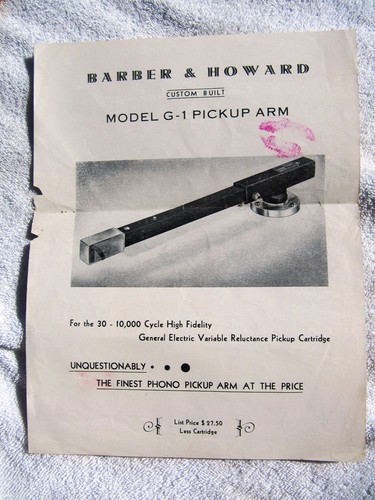 BARBER & HOWARD
CUSTOM BUILT
MODEL G-1 PICKUP ARM
For the 30 - 10,000 Cycle High Fidelity
General Electric Variable Reluctance Pickup Cartridge
UNQUESTIONABLY • • ●
THE FINEST PHONO PICKUP ARM AT THE PRICE
List Price $ 27.50
Less Cartridge